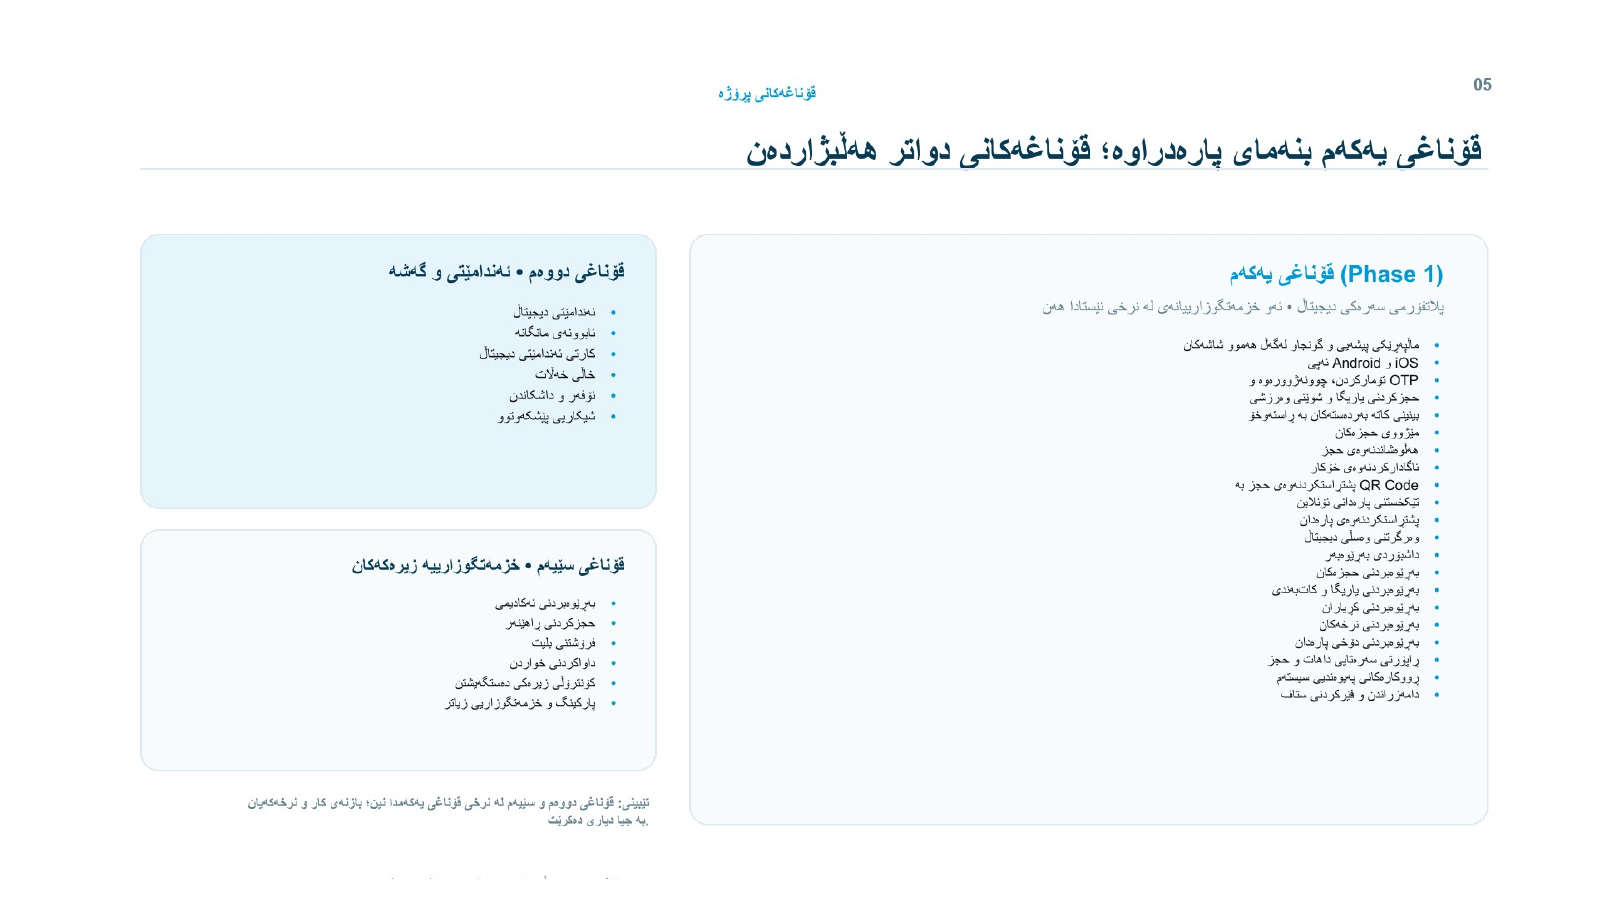 05
قۆناغەکانی پڕۆژە
قۆناغی یەکەم بنەمای پارەدراوە؛ قۆناغەکانی دواتر هەڵبژاردەن
(Phase 1) قۆناغی یەکەم
پلاتفۆرمی سەرەکی دیجیتاڵ • ئەو خزمەتگوزارییانەی لە نرخی ئێستادا هەن
• ماڵپەڕێکی پیشەیی و گونجاو لەگەڵ هەموو شاشەکان
• iOS و Android ئەپی
• OTP تۆمارکردن، چوونەژوورەوە و
• حجزکردنی یاریگا و شوێنی وەرزشی
• بینینی کاتە بەردەستەکان بە ڕاستەوخۆ
• مێژووی حجزەکان
• هەڵوەشاندنەوەی حجز
• ئاگادارکردنەوەی خۆکار
• QR Code پشتڕاستکردنەوەی حجز بە
• تێکخستنی پارەدانی ئۆنلاین
• پشتڕاستکردنەوەی پارەدان
• وەرگرتنی وەسڵی دیجیتاڵ
• داشبۆردی بەڕێوەبەر
• بەڕێوەبردنی حجزەکان
• بەڕێوەبردنی یاریگا و کات‌بەندی
• بەڕێوەبردنی کڕیاران
• بەڕێوەبردنی نرخەکان
• بەڕێوەبردنی دۆخی پارەدان
• ڕاپۆرتی سەرەتایی داهات و حجز
• ڕووکارەکانی پەیوەندیی سیستەم
• دامەزراندن و فێرکردنی ستاف
قۆناغی دووەم • ئەندامێتی و گەشە
• ئەندامێتی دیجیتاڵ
• ئابوونەی مانگانە
• کارتی ئەندامێتی دیجیتاڵ
• خاڵی خەڵات
• ئۆفەر و داشکاندن
• شیکاریی پێشکەوتوو
قۆناغی سێیەم • خزمەتگوزارییە زیرەکەکان
• بەڕێوەبردنی ئەکادیمی
• حجزکردنی ڕاهێنەر
• فرۆشتنی بلیت
• داواکردنی خواردن
• کۆنترۆڵی زیرەکی دەستگەیشتن
• پارکینگ و خزمەتگوزاریی زیاتر
تێبینی: قۆناغی دووەم و سێیەم لە نرخی قۆناغی یەکەمدا نین؛ بازنەی کار و نرخەکەیان
بە جیا دیاری دەکرێت.